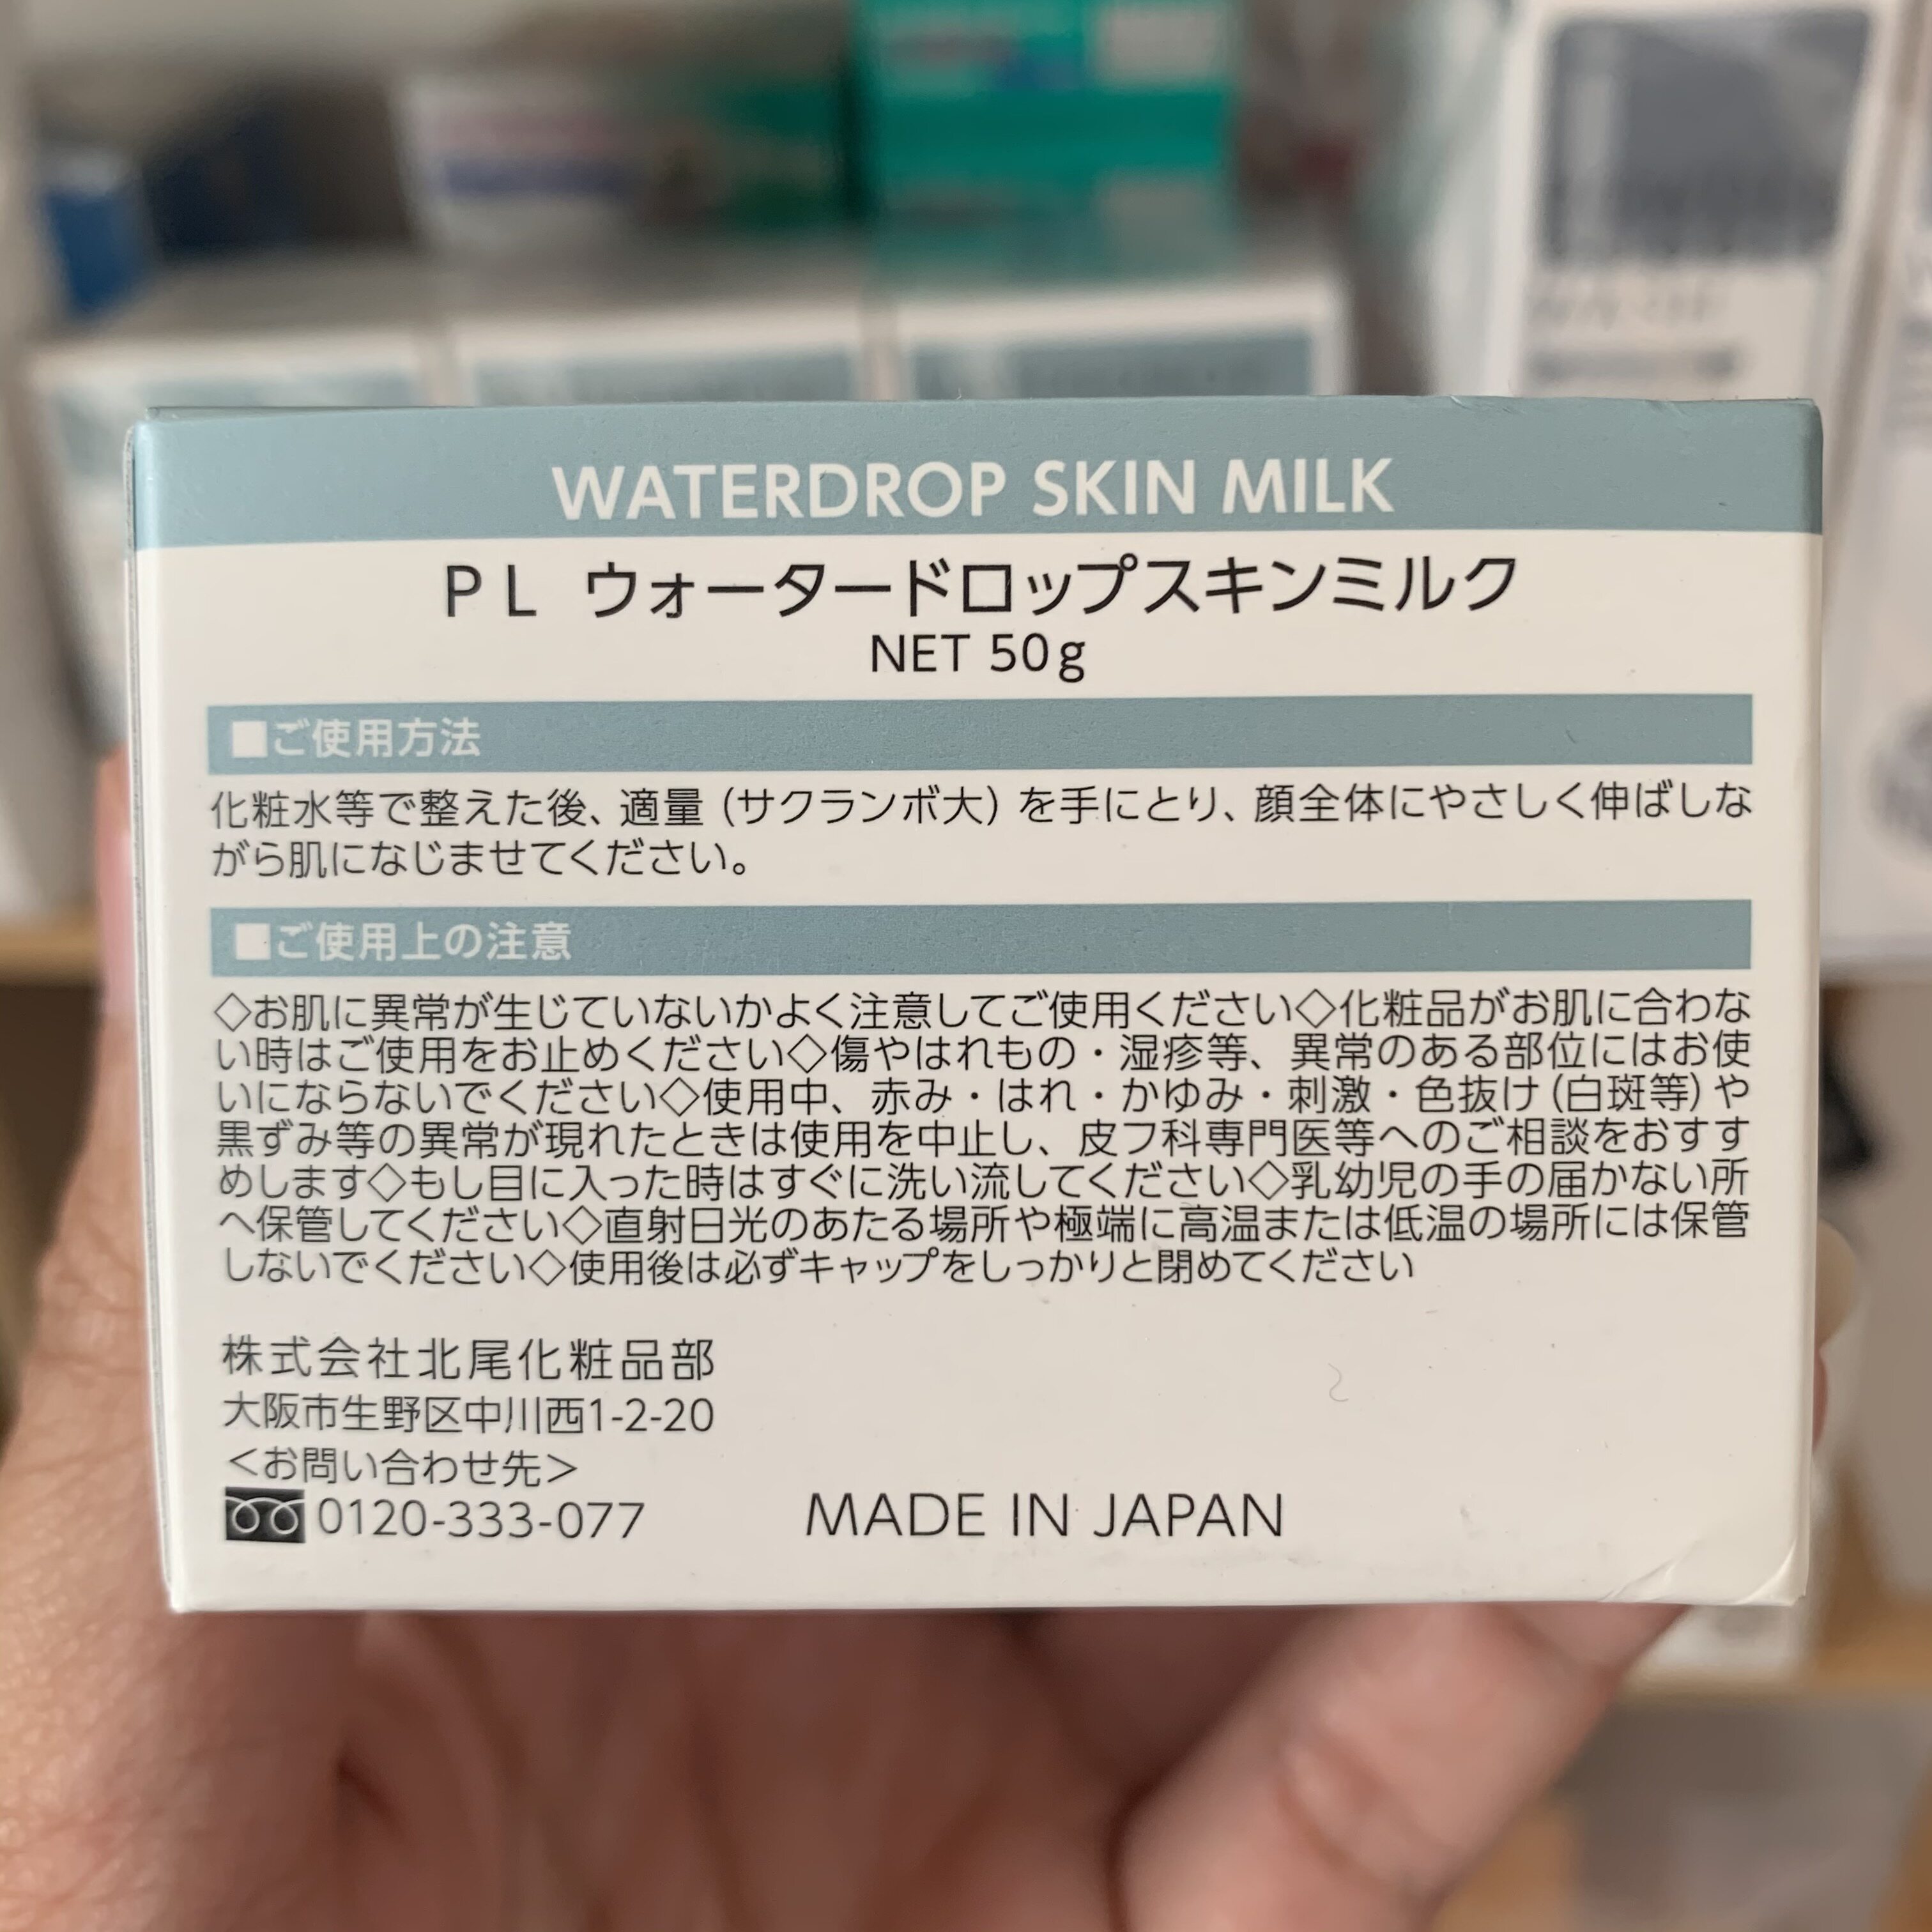 WATERDROP SKIN MILK
PL ウォータードロップスキンミルク
NET 50g
■ご使用方法
化粧水等で整えた後、適量(サクランボ大)を手にとり、顔全体にやさしく伸ばしな
がら肌になじませてください。
■ご使用上の注意
◇お肌に異常が生じていないかよく注意してご使用ください◇化粧品がお肌に合わな
い時はご使用をお止めください◇傷やはれもの・湿疹等、異常のある部位にはお使
いにならないでください◇使用中、赤み・はれ・かゆみ・刺激・色抜け(白斑等)や
黒ずみ等の異常が現れたときは使用を中止し、皮フ科専門医等へのご相談をおすす
めします◇もし目に入った時はすぐに洗い流してください◇乳幼児の手の届かない所
へ保管してください◇直射日光のあたる場所や極端に高温または低温の場所には保管
しないでください◇使用後は必ずキャップをしっかりと閉めてください
株式会社北尾化粧品部
大阪市生野区中川西1-2-20
＜お問い合わせ先＞
0120-333-077
MADE IN JAPAN